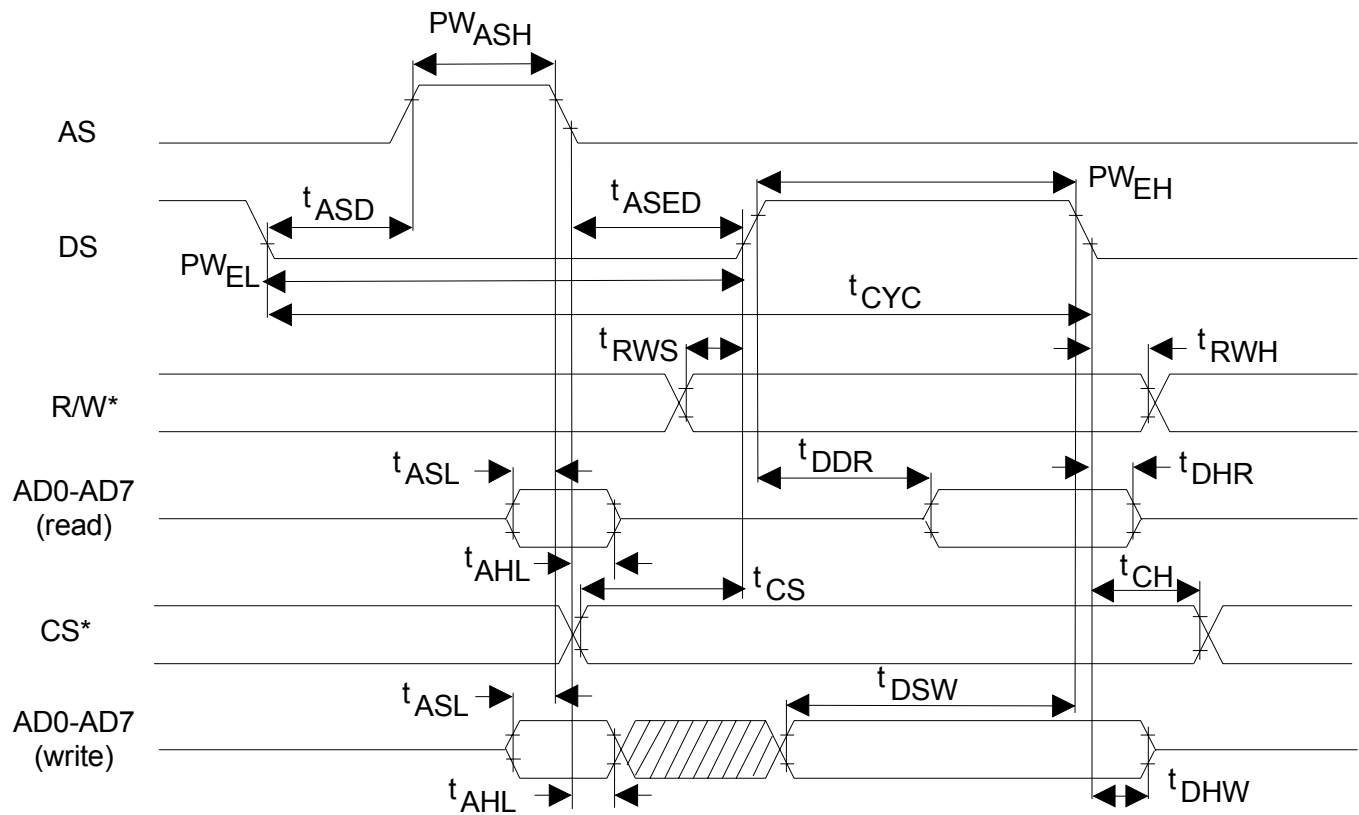 PWASH
AS
tASD
tASED
PWEH
DS
PWEL
tCYC
tRWS
tRWH
R/W*
tASL
tDDR
tDHR
AD0-AD7
(read)
tAHL
tCS
tCH
CS*
tASL
tDSW
AD0-AD7
(write)
tAHL
tDHW